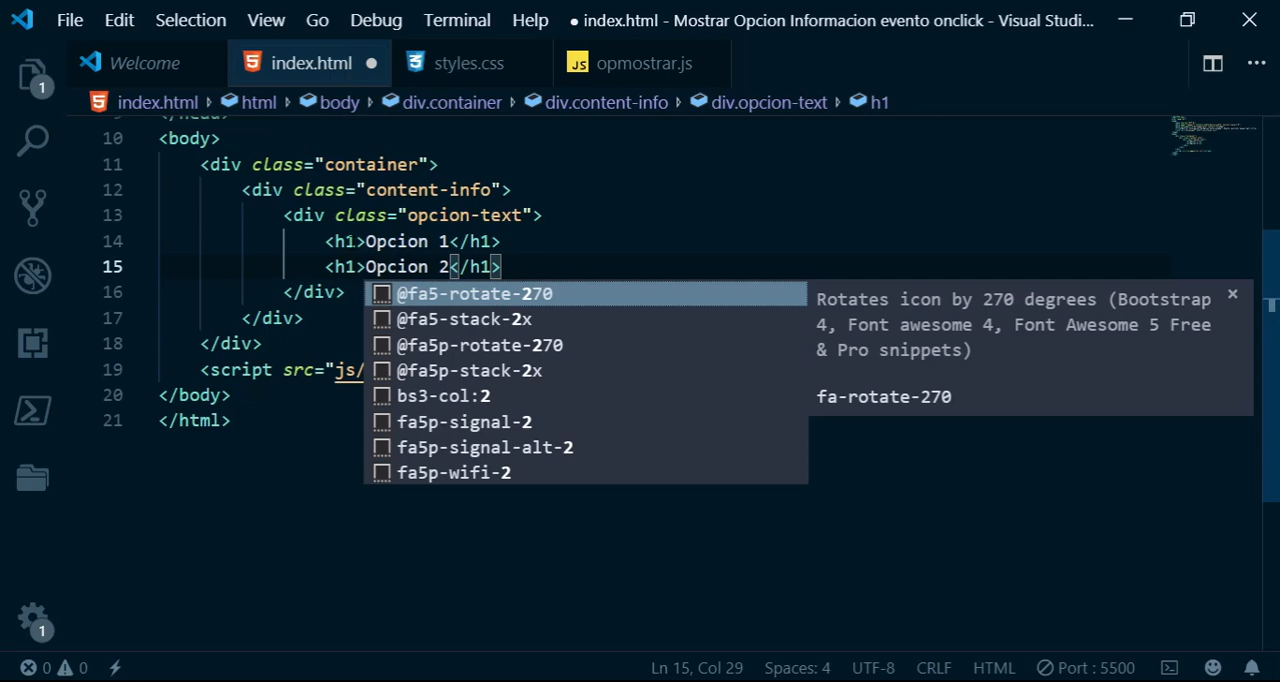 File Edit Selection View Go Debug Terminal Help ● index.html - Mostrar Opcion Informacion evento onclick - Visual Studi...
Welcome index.html ● styles.css JS opmostrar.js
index.html html body div.container div.content-info div.opcion-text h1
10 <body>
11 <div class="container">
12 <div class="content-info">
13 <div class="opcion-text">
14 <h1>Opcion 1</h1>
15 <h1>Opcion 2</h1>
16 </div>
17 </div>
18 </div>
19 <script src="js/
20 </body>
21 </html>
@fa5-rotate-270
@fa5-stack-2x
@fa5p-rotate-270
@fa5p-stack-2x
bs3-col:2
fa5p-signal-2
fa5p-signal-alt-2
fa5p-wifi-2
Rotates icon by 270 degrees (Bootstrap
4, Font awesome 4, Font Awesome 5 Free
& Pro snippets)
fa-rotate-270
1
1
0 0 Ln 15, Col 29 Spaces: 4 UTF-8 CRLF HTML Port : 5500